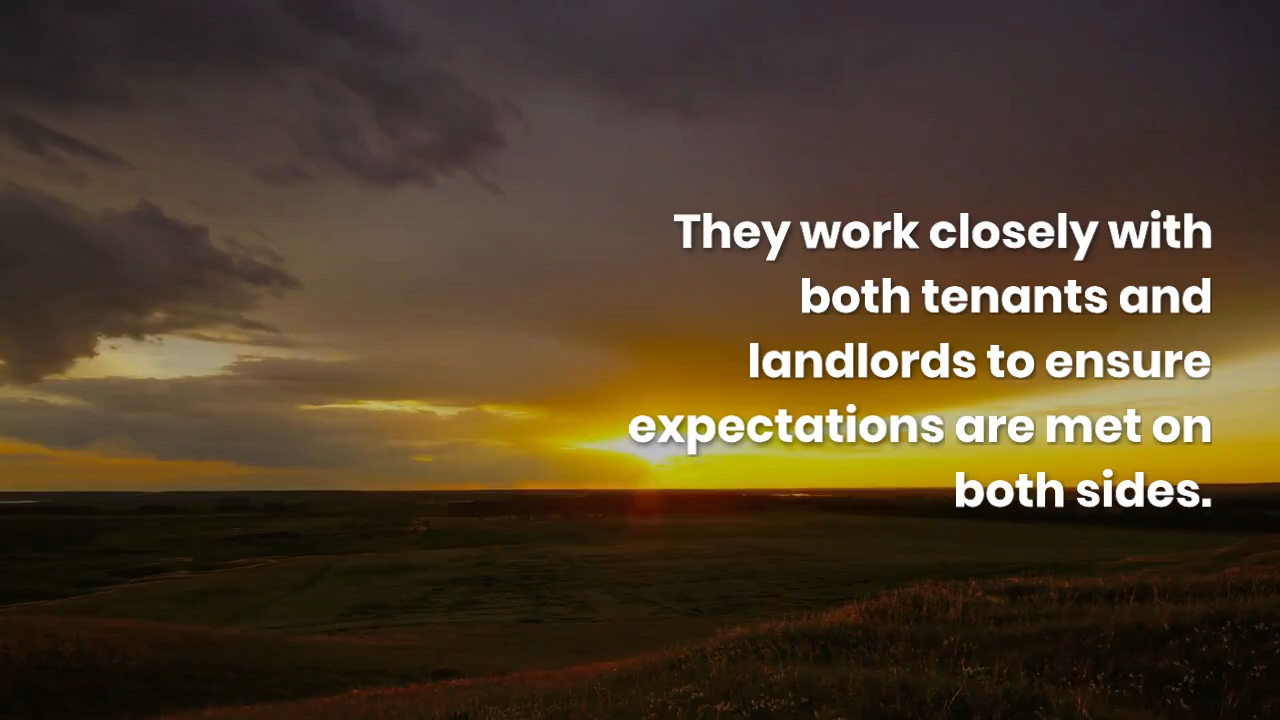 They work closely with
both tenants and
landlords to ensure
expectations are met on
both sides.